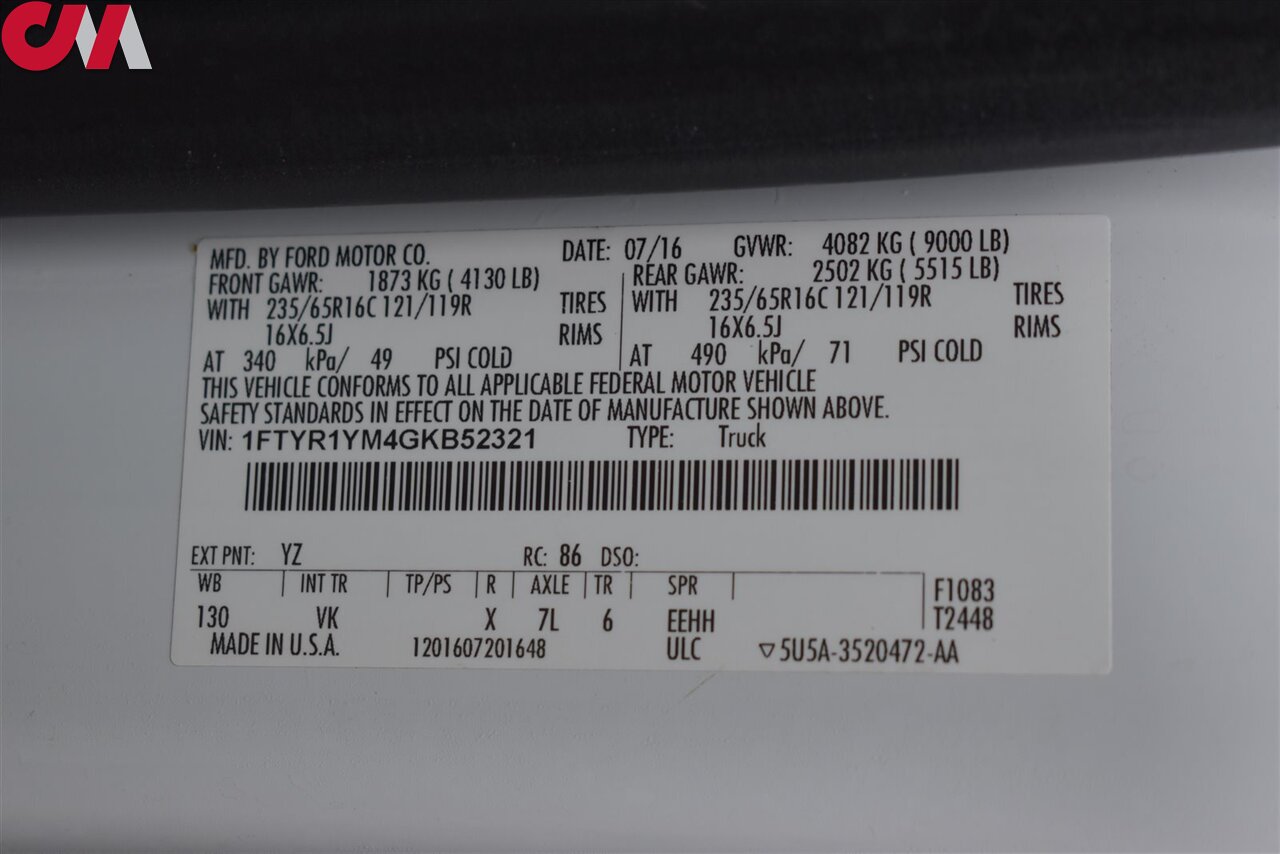 CM
MFD. BY FORD MOTOR CO. DATE: 07/16 GVWR: 4082 KG ( 9000 LB)
FRONT GAWR: 1873 KG ( 4130 LB) REAR GAWR: 2502 KG ( 5515 LB)
WITH 235/65R16C 121/119R TIRES WITH 235/65R16C 121/119R TIRES
16X6.5J RIMS 16X6.5J RIMS
AT 340 kPa/ 49 PSI COLD AT 490 kPa/ 71 PSI COLD
THIS VEHICLE CONFORMS TO ALL APPLICABLE FEDERAL MOTOR VEHICLE
SAFETY STANDARDS IN EFFECT ON THE DATE OF MANUFACTURE SHOWN ABOVE.
VIN: 1FTYR1YM4GKB52321 TYPE: Truck
EXT PNT: YZ RC: 86 DSO:
WB INT TR TP/PS R AXLE TR SPR F1083
130 VK X 7L 6 EEHH T2448
MADE IN U.S.A. 1201607201648 ULC ▽5U5A-3520472-AA